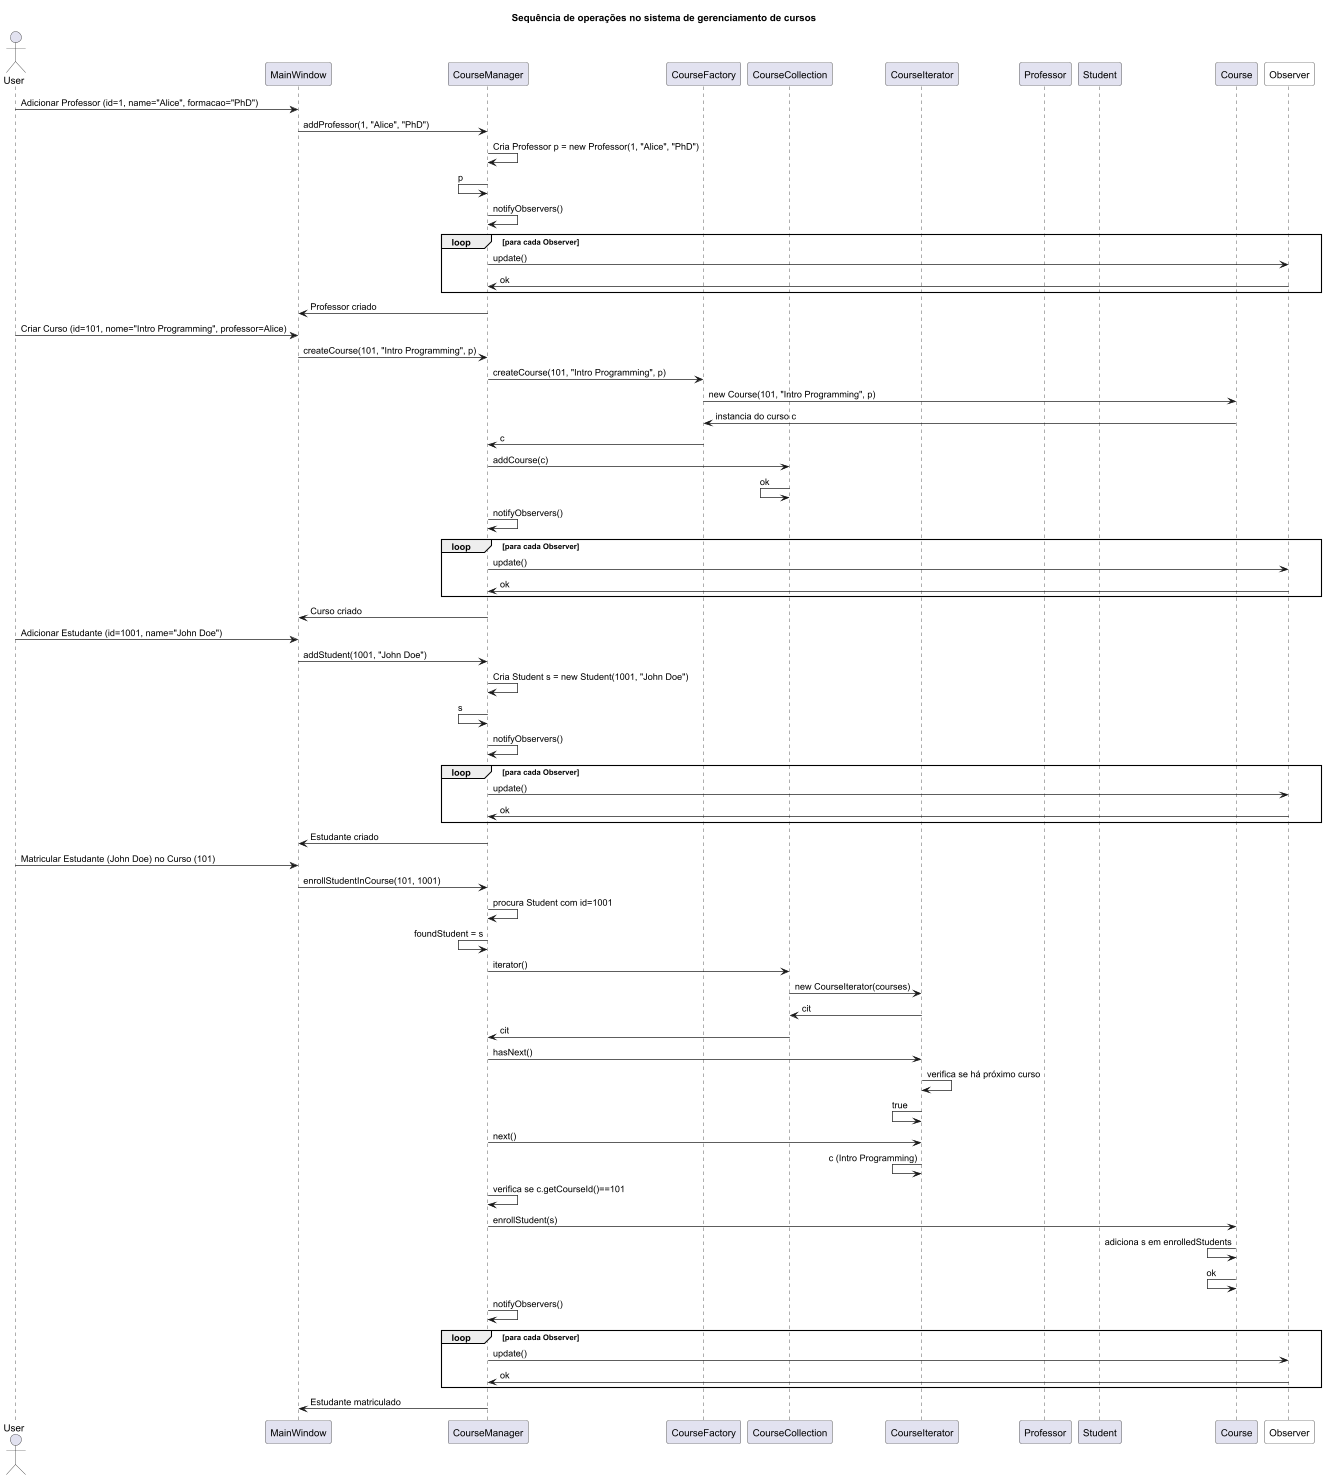 Sequência de operações no sistema de gerenciamento de cursos
User
MainWindow
CourseManager
CourseFactory
CourseCollection
CourseIterator
Professor
Student
Course
Observer
Adicionar Professor (id=1, name="Alice", formacao="PhD")
addProfessor(1, "Alice", "PhD")
Cria Professor p = new Professor(1, "Alice", "PhD")
p
notifyObservers()
loop [para cada Observer]
update()
ok
Professor criado
Criar Curso (id=101, nome="Intro Programming", professor=Alice)
createCourse(101, "Intro Programming", p)
createCourse(101, "Intro Programming", p)
new Course(101, "Intro Programming", p)
instancia do curso c
c
addCourse(c)
ok
notifyObservers()
loop [para cada Observer]
update()
ok
Curso criado
Adicionar Estudante (id=1001, name="John Doe")
addStudent(1001, "John Doe")
Cria Student s = new Student(1001, "John Doe")
s
notifyObservers()
loop [para cada Observer]
update()
ok
Estudante criado
Matricular Estudante (John Doe) no Curso (101)
enrollStudentInCourse(101, 1001)
procura Student com id=1001
foundStudent = s
iterator()
new CourseIterator(courses)
cit
cit
hasNext()
verifica se há próximo curso
true
next()
c (Intro Programming)
verifica se c.getCourseId()==101
enrollStudent(s)
adiciona s em enrolledStudents
ok
notifyObservers()
loop [para cada Observer]
update()
ok
Estudante matriculado
User
MainWindow
CourseManager
CourseFactory
CourseCollection
CourseIterator
Professor
Student
Course
Observer